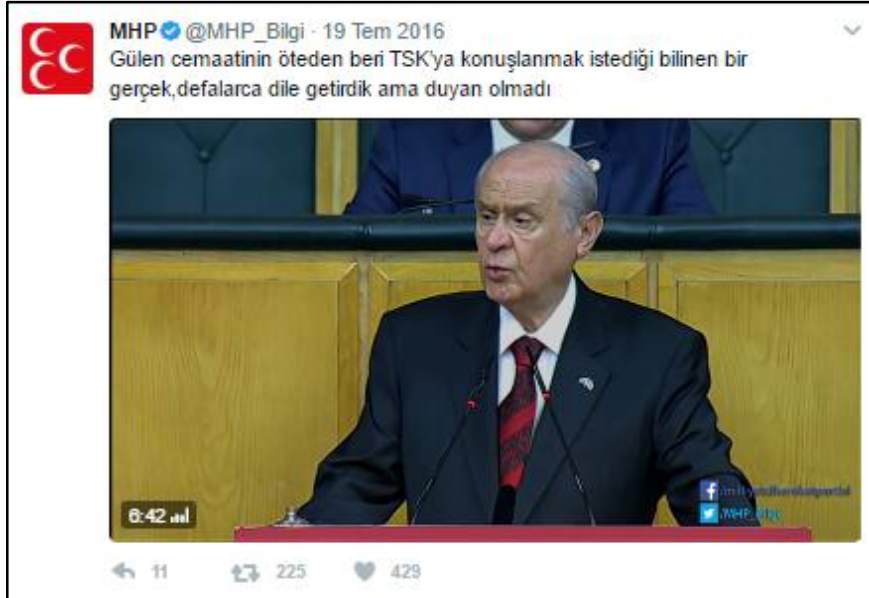 MHP @MHP_Bilgi · 19 Tem 2016
Gülen cemaatinin öteden beri TSK'ya konuşlanmak istediği bilinen bir
gerçek,defalarca dile getirdik ama duyan olmadı
6:42
/MHP_Bilgi
11 225 429